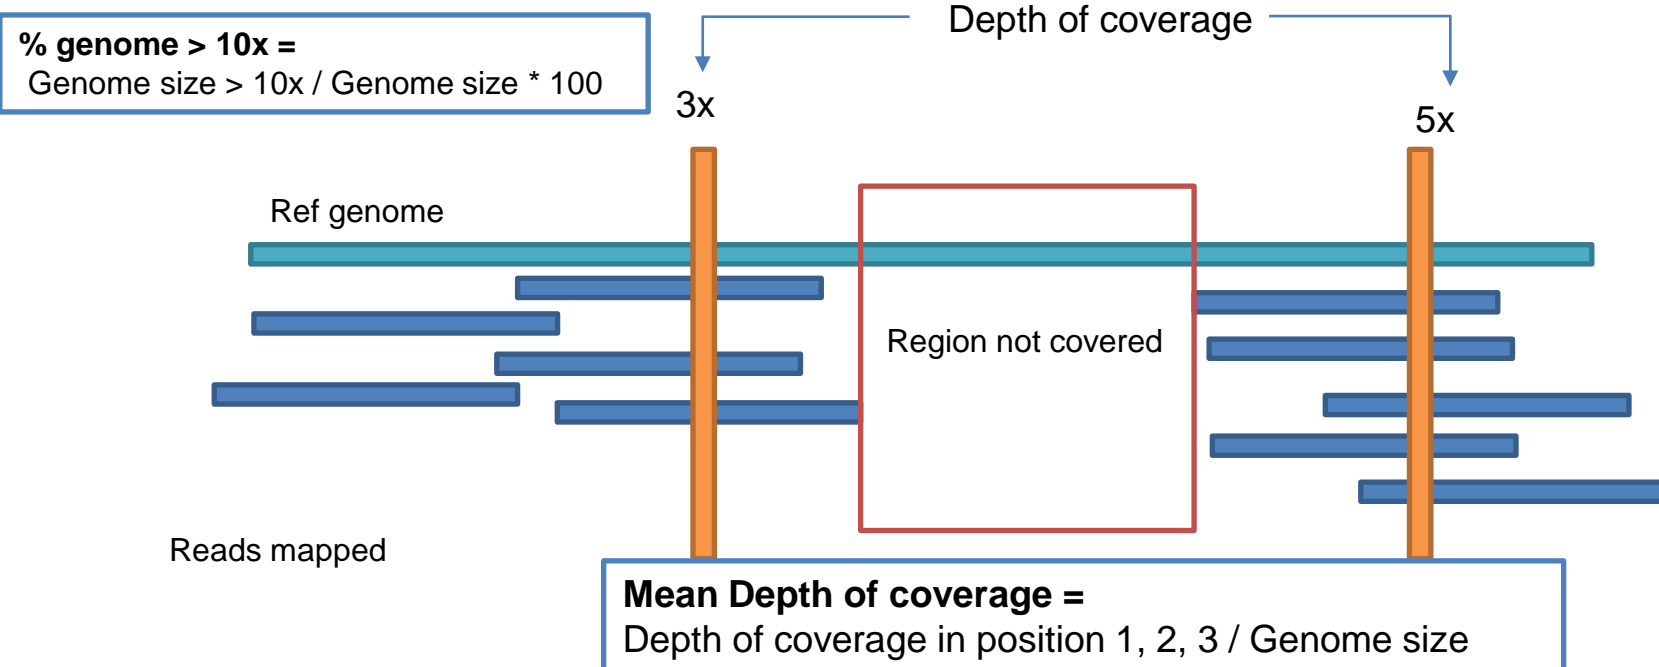 Depth of coverage
% genome > 10x =
Genome size > 10x / Genome size * 100
3x
5x
Ref genome
Region not covered
Reads mapped
Mean Depth of coverage =
Depth of coverage in position 1, 2, 3 / Genome size